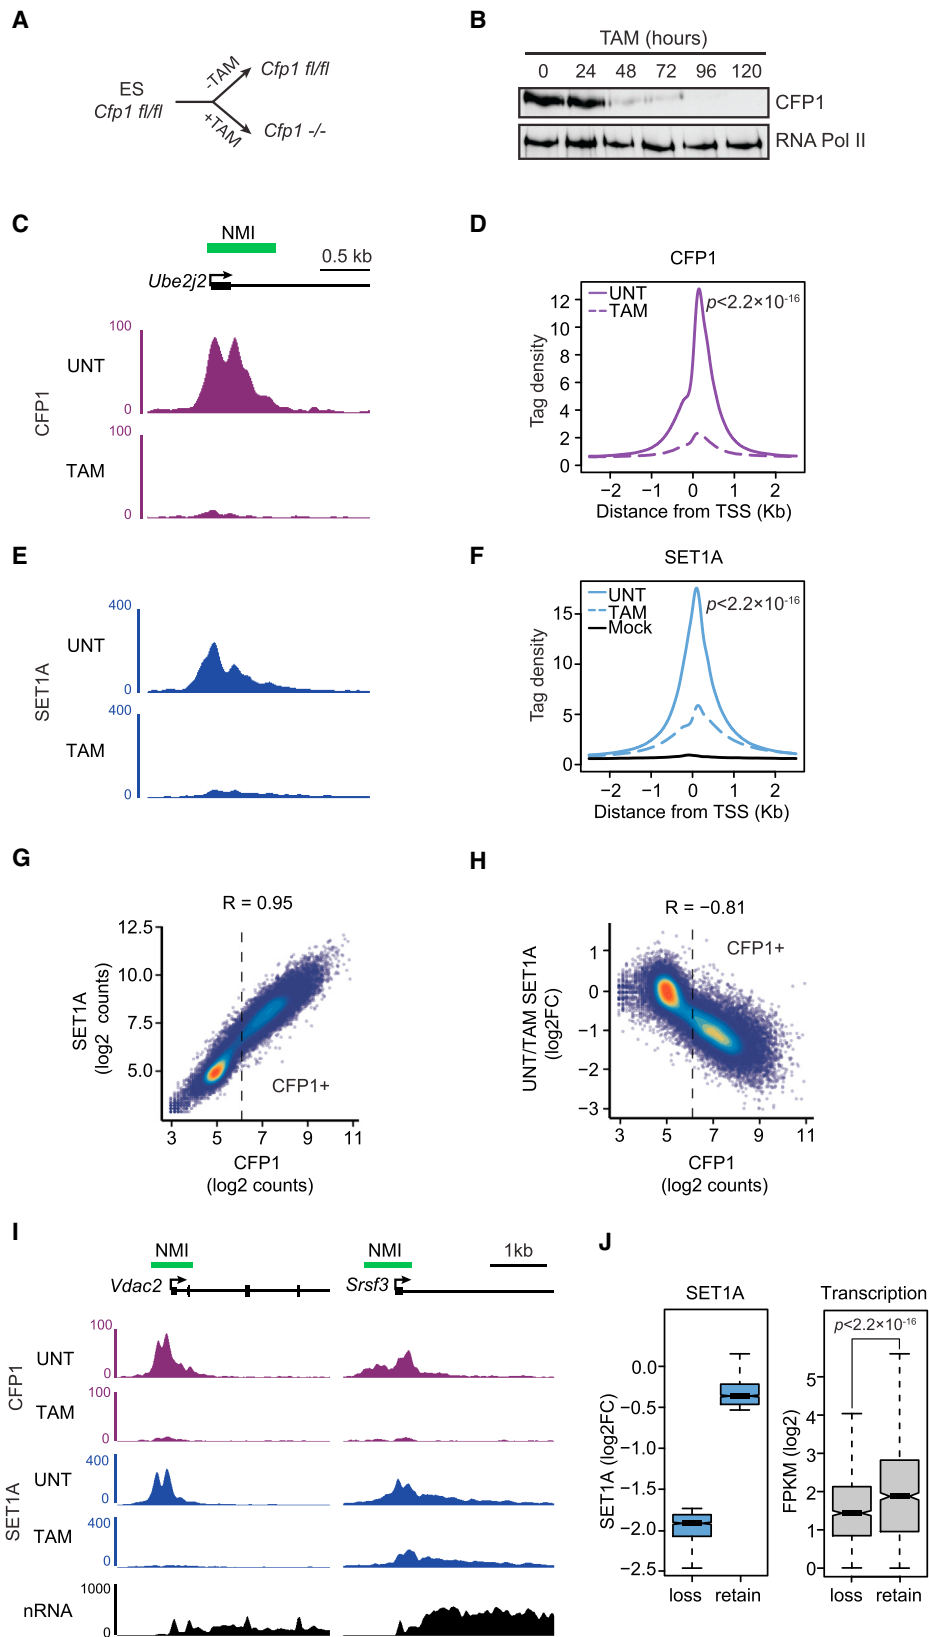 A
ES
Cfp1 fl/fl
-TAM
+TAM
Cfp1 fl/fl
Cfp1 -/-
B
TAM (hours)
0 24 48 72 96 120
CFP1
RNA Pol II
C
NMI
0.5 kb
Ube2j2
CFP1
UNT
100
0
TAM
100
0
D
CFP1
UNT
TAM
p<2.2×10-16
Tag density
12
10
8
6
4
2
0
−2 −1 0 1 2
Distance from TSS (Kb)
E
SET1A
UNT
400
0
TAM
400
0
F
SET1A
UNT
TAM
Mock
p<2.2×10-16
Tag density
15
10
5
0
−2 −1 0 1 2
Distance from TSS (Kb)
G
R = 0.95
SET1A
(log2 counts)
12.5
10.0
7.5
5.0
CFP1+
3 5 7 9 11
CFP1
(log2 counts)
H
R = −0.81
UNT/TAM SET1A
(log2FC)
CFP1+
1
0
−1
−2
−3
3 5 7 9 11
CFP1
(log2 counts)
I
NMI
NMI
1kb
Vdac2
Srsf3
CFP1
UNT
100
0
TAM
100
0
SET1A
UNT
400
0
TAM
400
0
nRNA
1000
0
J
SET1A
SET1A (log2FC)
0.0
−0.5
−1.0
−1.5
−2.0
−2.5
loss retain
Transcription
p<2.2×10-16
FPKM (log2)
5
4
3
2
1
0
loss retain